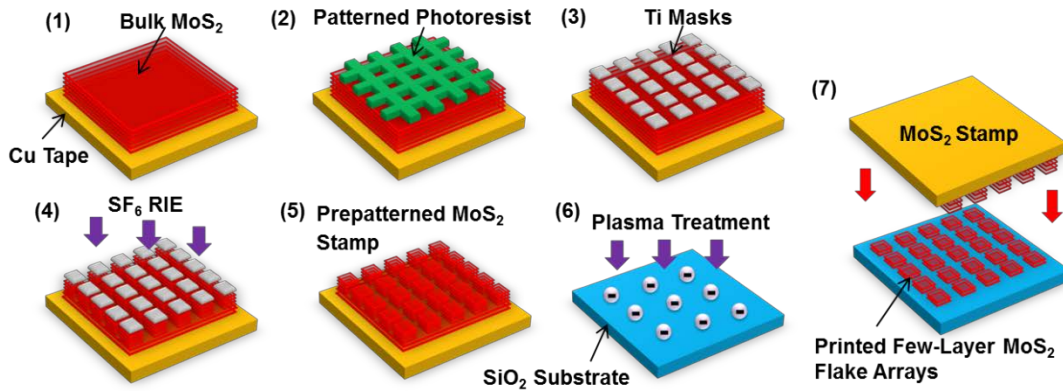 (1)
Bulk MoS₂
Cu Tape
(2)
Patterned Photoresist
(3)
Ti Masks
(4)
SF₆ RIE
(5)
Prepatterned MoS₂
Stamp
(6)
Plasma Treatment
SiO₂ Substrate
(7)
MoS₂ Stamp
Printed Few-Layer MoS₂
Flake Arrays